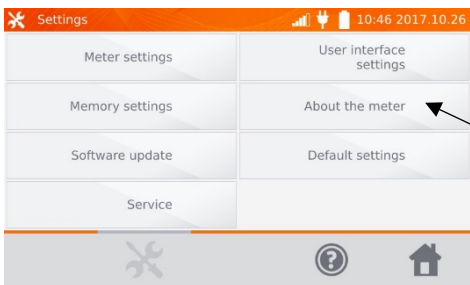 Settings
10:46 2017.10.26
Meter settings
User interface
settings
Memory settings
About the meter
Software update
Default settings
Service
?